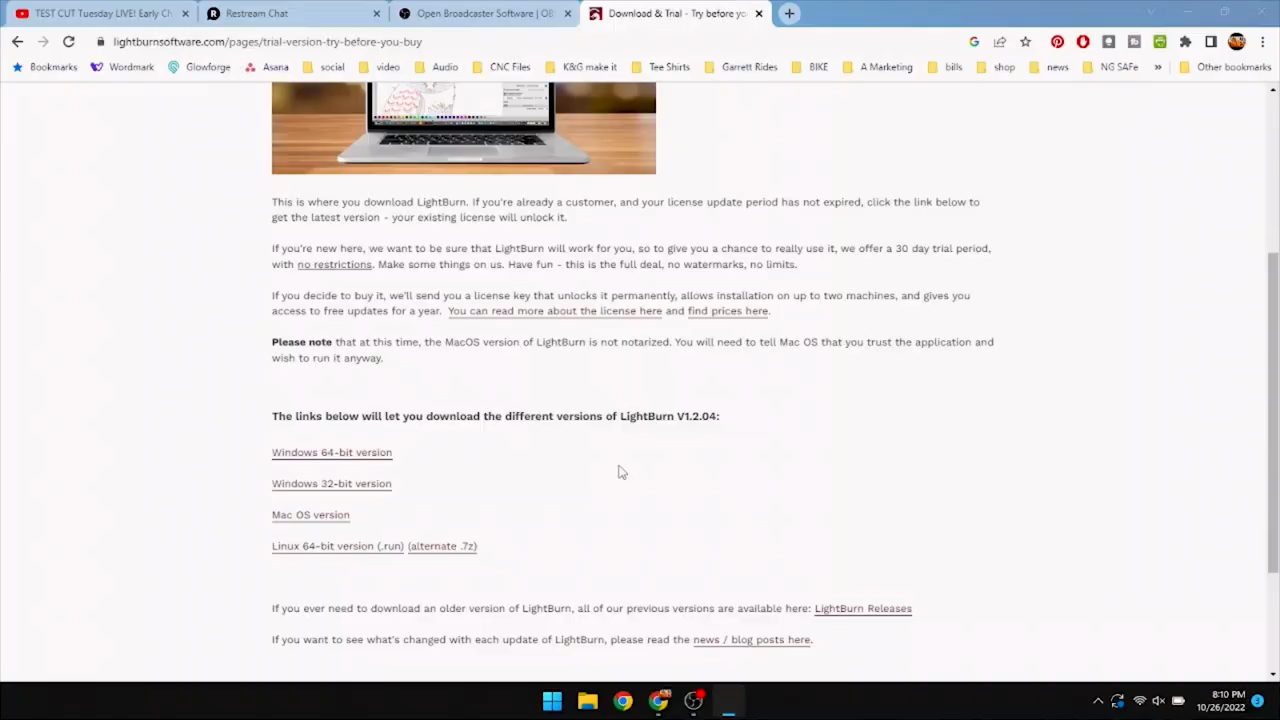 TEST CUT Tuesday LIVE! Early Ch
Restream Chat
Open Broadcaster Software | OB
Download & Trial - Try before yo
lightburnsoftware.com/pages/trial-version-try-before-you-buy
Bookmarks Wordmark Glowforge Asana social video Audio CNC Files K&G make it Tee Shirts Garrett Rides BIKE A Marketing bills shop news NG SAFe » Other bookmarks
This is where you download LightBurn. If you're already a customer, and your license update period has not expired, click the link below to
get the latest version - your existing license will unlock it.
If you're new here, we want to be sure that LightBurn will work for you, so to give you a chance to really use it, we offer a 30 day trial period,
with no restrictions. Make some things on us. Have fun - this is the full deal, no watermarks, no limits.
If you decide to buy it, we'll send you a license key that unlocks it permanently, allows installation on up to two machines, and gives you
access to free updates for a year. You can read more about the license here and find prices here.
Please note that at this time, the MacOS version of LightBurn is not notarized. You will need to tell Mac OS that you trust the application and
wish to run it anyway.
The links below will let you download the different versions of LightBurn V1.2.04:
Windows 64-bit version
Windows 32-bit version
Mac OS version
Linux 64-bit version (.run) (alternate .7z)
If you ever need to download an older version of LightBurn, all of our previous versions are available here: LightBurn Releases
If you want to see what's changed with each update of LightBurn, please read the news / blog posts here.
8:10 PM
10/26/2022
3